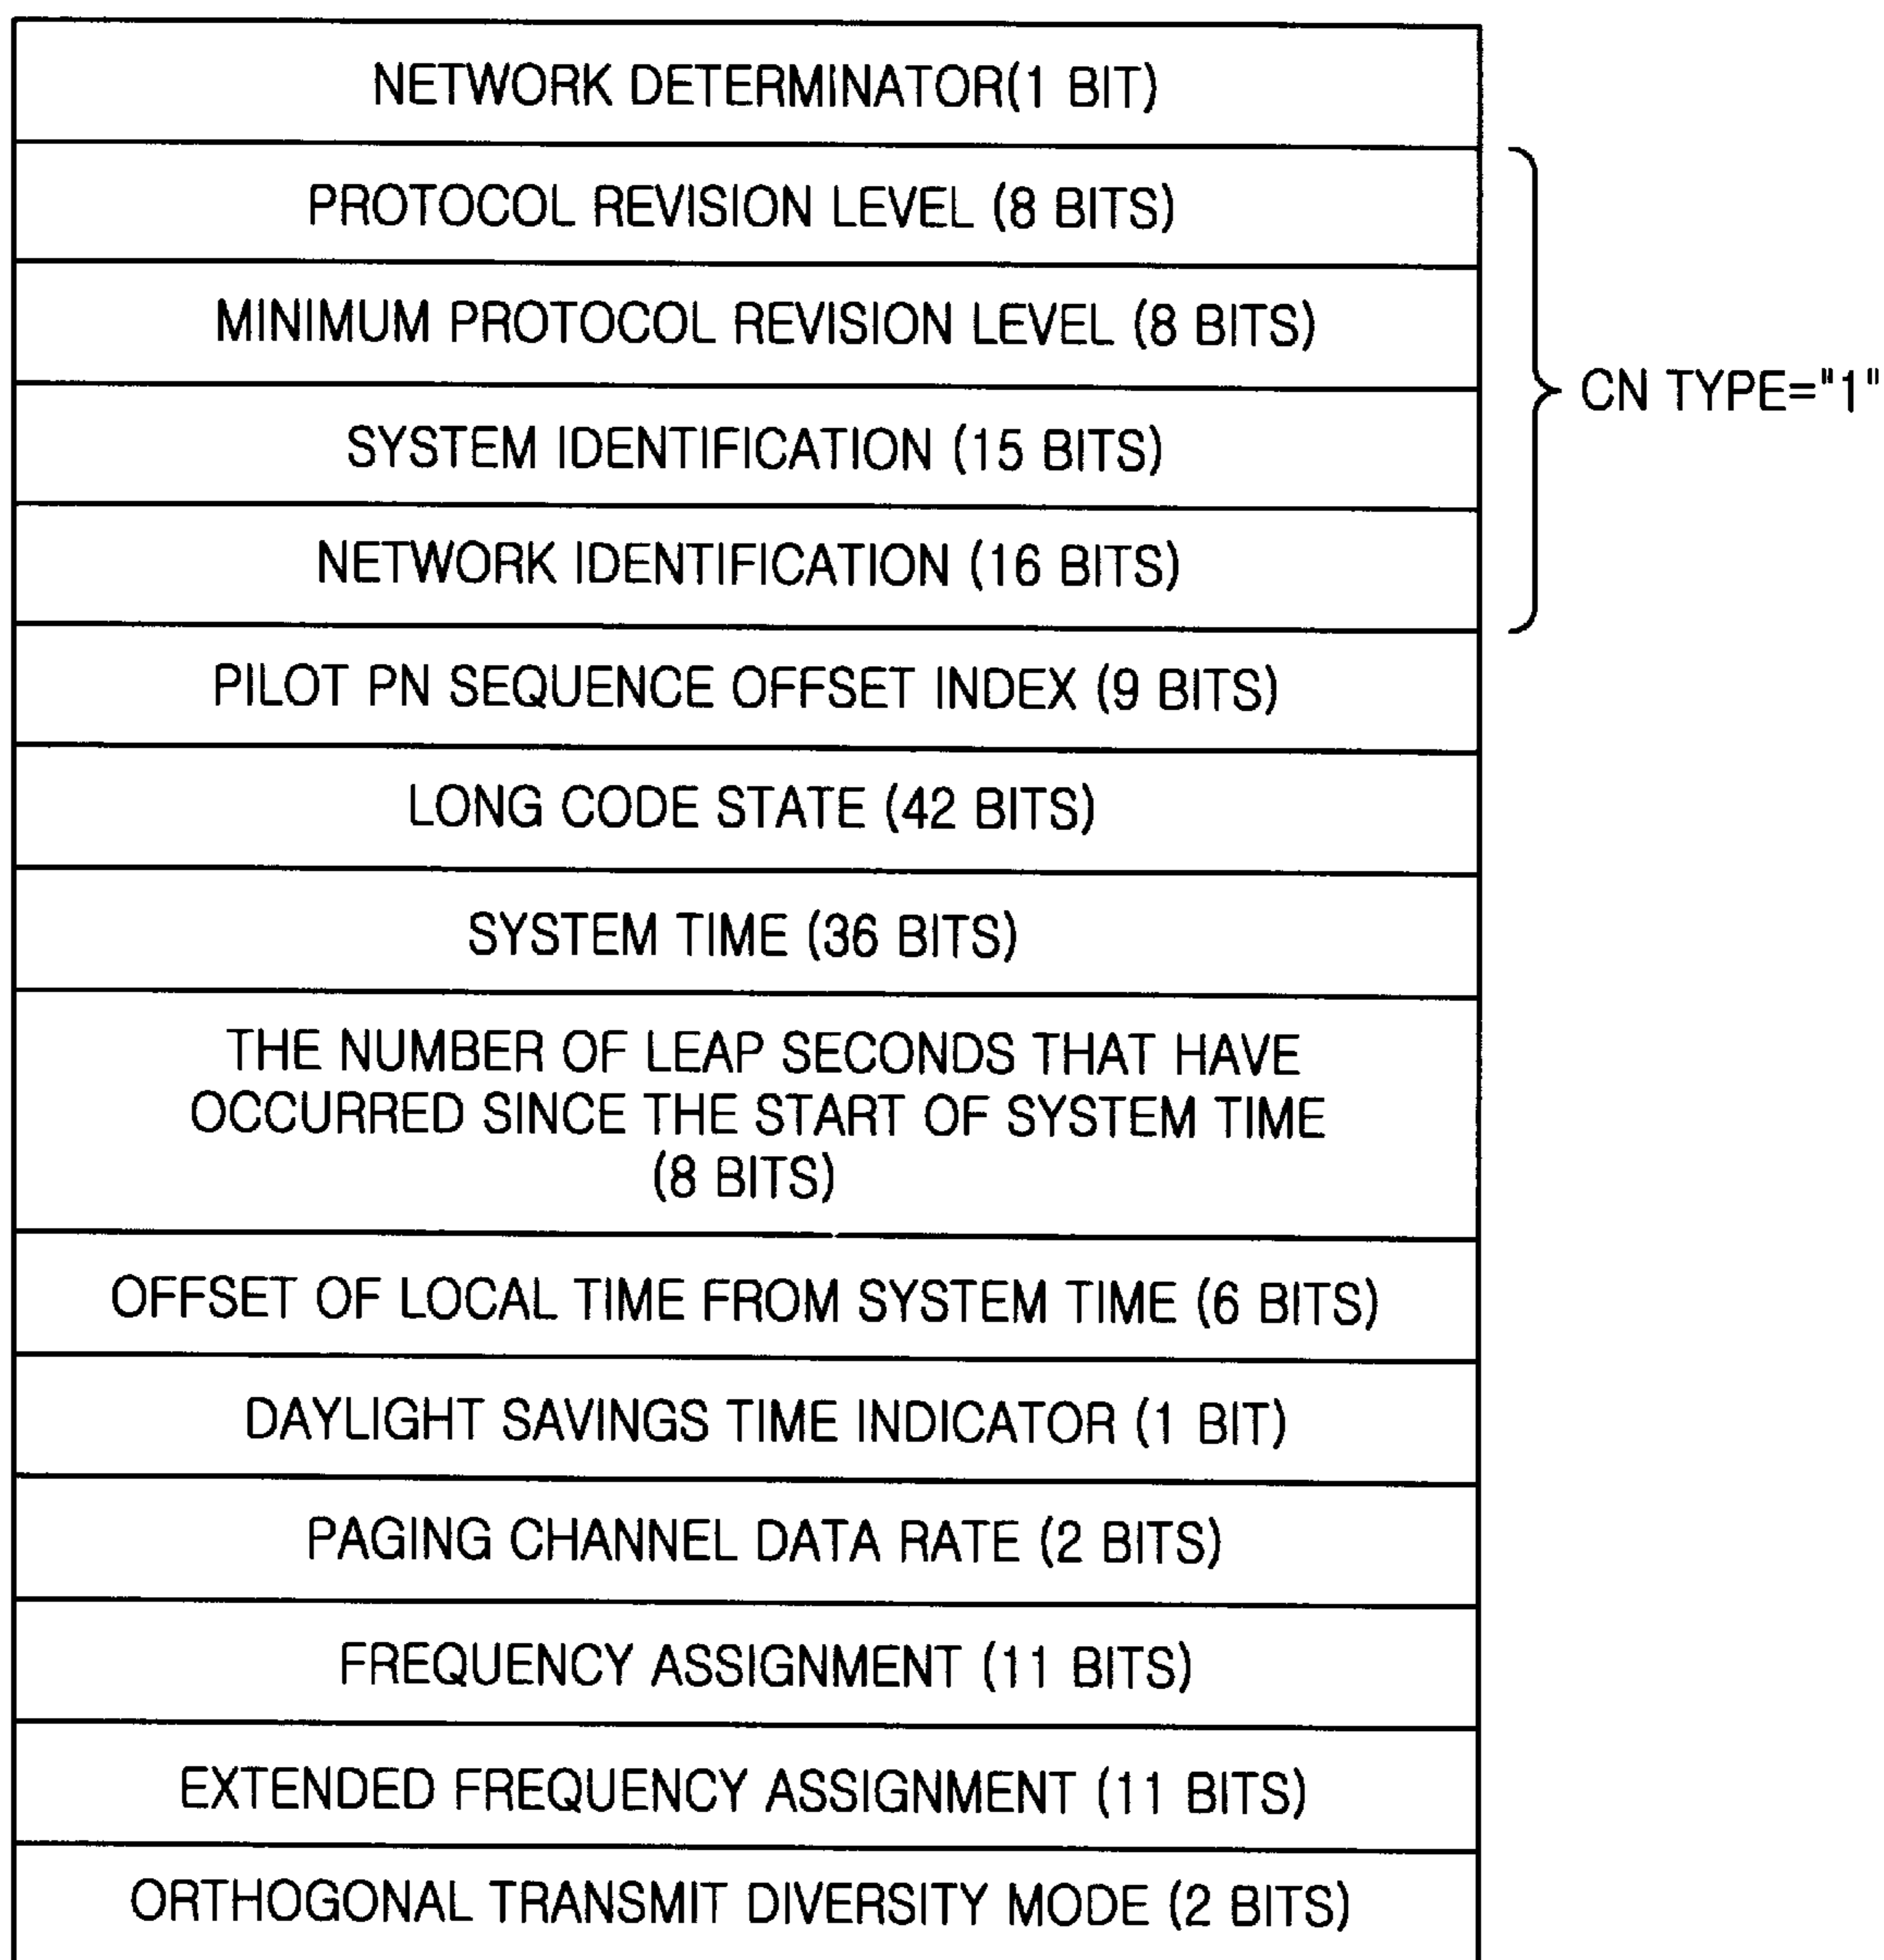 NETWORK DETERMINATOR(1 BIT)
PROTOCOL REVISION LEVEL (8 BITS)
MINIMUM PROTOCOL REVISION LEVEL (8 BITS)
CN TYPE="1"
SYSTEM IDENTIFICATION (15 BITS)
NETWORK IDENTIFICATION (16 BITS)
PILOT PN SEQUENCE OFFSET INDEX (9 BITS)
LONG CODE STATE (42 BITS)
SYSTEM TIME (36 BITS)
THE NUMBER OF LEAP SECONDS THAT HAVE
OCCURRED SINCE THE START OF SYSTEM TIME
(8 BITS)
OFFSET OF LOCAL TIME FROM SYSTEM TIME (6 BITS)
DAYLIGHT SAVINGS TIME INDICATOR (1 BIT)
PAGING CHANNEL DATA RATE (2 BITS)
FREQUENCY ASSIGNMENT (11 BITS)
EXTENDED FREQUENCY ASSIGNMENT (11 BITS)
ORTHOGONAL TRANSMIT DIVERSITY MODE (2 BITS)